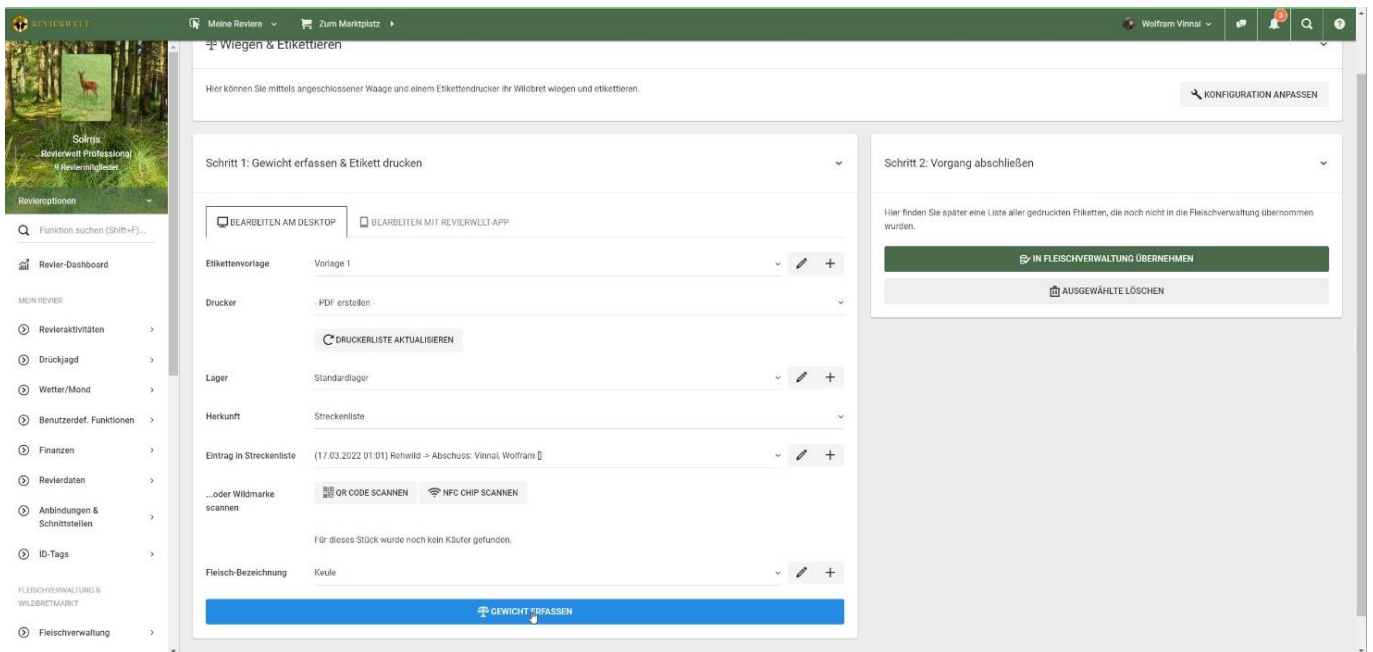 REVIERWELT
Meine Reviere
Zum Marktplatz
Wolfram Vinnai
3
Solms
Revierwelt Professional
9 Reviermitglieder
Revieroptionen
Funktion suchen (Shift+F)...
Revier-Dashboard
MEIN REVIER
Revieraktivitäten
Drückjagd
Wetter/Mond
Benutzerdef. Funktionen
Finanzen
Revierdaten
Anbindungen &
Schnittstellen
ID-Tags
FLEISCHVERWALTUNG &
WILDBRETMARKT
Fleischverwaltung
Wiegen & Etikettieren
Hier können Sie mittels angeschlossener Waage und einem Etikettendrucker ihr Wildbret wiegen und etikettieren.
KONFIGURATION ANPASSEN
Schritt 1: Gewicht erfassen & Etikett drucken
BEARBEITEN AM DESKTOP
BEARBEITEN MIT REVIERWELT-APP
Etikettenvorlage
Vorlage 1
Drucker
- PDF erstellen -
DRUCKERLISTE AKTUALISIEREN
Lager
Standardlager
Herkunft
Streckenliste
Eintrag in Streckenliste
(17.03.2022 01:01) Rehwild -> Abschuss: Vinnai, Wolfram []
...oder Wildmarke
scannen
QR CODE SCANNEN
NFC CHIP SCANNEN
Für dieses Stück wurde noch kein Käufer gefunden.
Fleisch-Bezeichnung
Keule
GEWICHT ERFASSEN
Schritt 2: Vorgang abschließen
Hier finden Sie später eine Liste aller gedruckten Etiketten, die noch nicht in die Fleischverwaltung übernommen
wurden.
IN FLEISCHVERWALTUNG ÜBERNEHMEN
AUSGEWÄHLTE LÖSCHEN